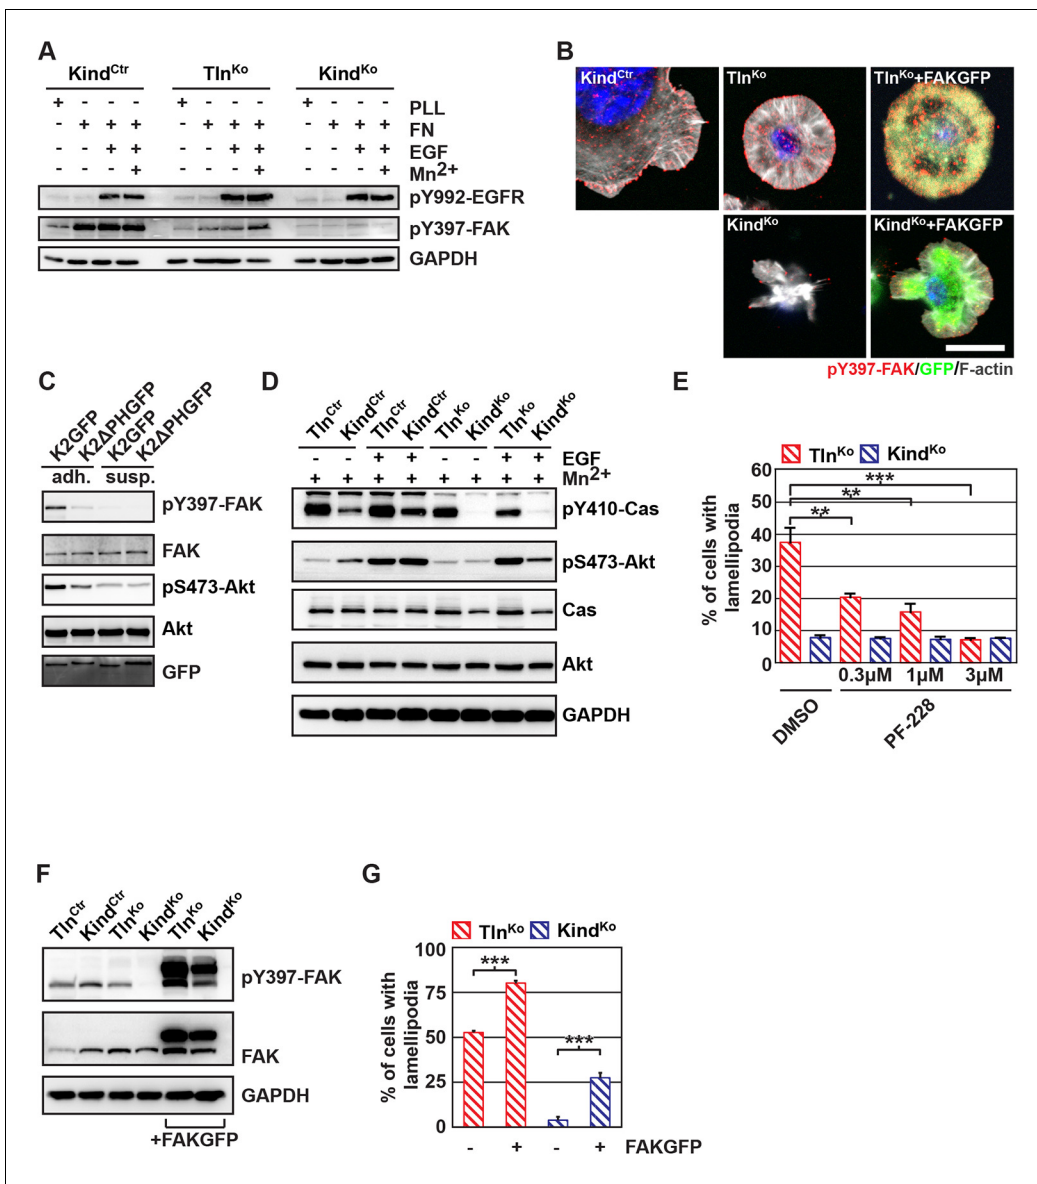 A
Kind^Ctr Tln^Ko Kind^Ko
+ - - - + - - - + - - - PLL
- + + + - + + + - + + + FN
- - + + - - + + - - + + EGF
- - - + - - - + - - - + Mn2+
pY992-EGFR
pY397-FAK
GAPDH
B
Kind^Ctr Tln^Ko Tln^Ko+FAKGFP
Kind^Ko Kind^Ko+FAKGFP
pY397-FAK/GFP/F-actin
C
K2GFP K2ΔPHGFP K2GFP K2ΔPHGFP
adh. susp.
pY397-FAK
FAK
pS473-Akt
Akt
GFP
D
Tln^Ctr Kind^Ctr Tln^Ctr Kind^Ctr Tln^Ko Kind^Ko Tln^Ko Kind^Ko
- - + + - - + + EGF
+ + + + + + + + Mn2+
pY410-Cas
pS473-Akt
Cas
Akt
GAPDH
E
Tln^Ko Kind^Ko
% of cells with
lamellipodia
60
50
40
30
20
10
0
***
**
**
0.3µM 1µM 3µM
DMSO PF-228
F
Tln^Ctr Kind^Ctr Tln^Ko Kind^Ko Tln^Ko Kind^Ko
pY397-FAK
FAK
GAPDH
+FAKGFP
G
Tln^Ko Kind^Ko
% of cells with
lamellipodia
100
75
50
25
0
***
***
- + - + FAKGFP